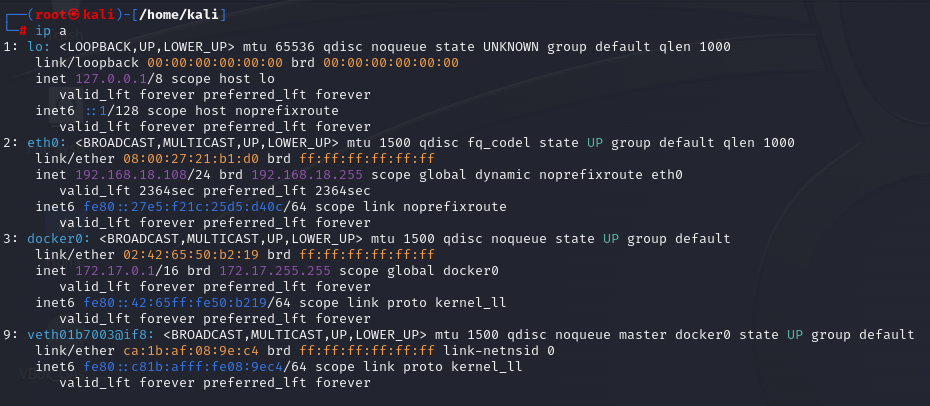 ┌──(root㉿kali)-[/home/kali]
└─# ip a
1: lo: <LOOPBACK,UP,LOWER_UP> mtu 65536 qdisc noqueue state UNKNOWN group default qlen 1000
    link/loopback 00:00:00:00:00:00 brd 00:00:00:00:00:00
    inet 127.0.0.1/8 scope host lo
       valid_lft forever preferred_lft forever
    inet6 ::1/128 scope host noprefixroute
       valid_lft forever preferred_lft forever
2: eth0: <BROADCAST,MULTICAST,UP,LOWER_UP> mtu 1500 qdisc fq_codel state UP group default qlen 1000
    link/ether 08:00:27:21:b1:d0 brd ff:ff:ff:ff:ff:ff
    inet 192.168.18.108/24 brd 192.168.18.255 scope global dynamic noprefixroute eth0
       valid_lft 2364sec preferred_lft 2364sec
    inet6 fe80::27e5:f21c:25d5:d40c/64 scope link noprefixroute
       valid_lft forever preferred_lft forever
3: docker0: <BROADCAST,MULTICAST,UP,LOWER_UP> mtu 1500 qdisc noqueue state UP group default
    link/ether 02:42:65:50:b2:19 brd ff:ff:ff:ff:ff:ff
    inet 172.17.0.1/16 brd 172.17.255.255 scope global docker0
       valid_lft forever preferred_lft forever
    inet6 fe80::42:65ff:fe50:b219/64 scope link proto kernel_ll
       valid_lft forever preferred_lft forever
9: veth01b7003@if8: <BROADCAST,MULTICAST,UP,LOWER_UP> mtu 1500 qdisc noqueue master docker0 state UP group default
    link/ether ca:1b:af:08:9e:c4 brd ff:ff:ff:ff:ff:ff link-netnsid 0
    inet6 fe80::c81b:afff:fe08:9ec4/64 scope link proto kernel_ll
       valid_lft forever preferred_lft forever